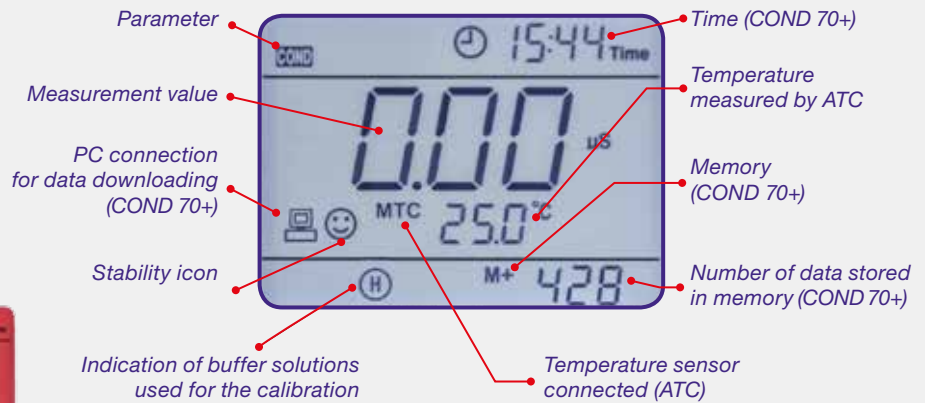 Parameter
COND
15:44 Time
Time (COND 70+)
Measurement value
0.00 µS
Temperature
measured by ATC
PC connection
for data downloading
(COND 70+)
MTC 25.0 °C
Memory
(COND 70+)
Stability icon
H
M+ 428
Number of data stored
in memory (COND 70+)
Indication of buffer solutions
used for the calibration
Temperature sensor
connected (ATC)